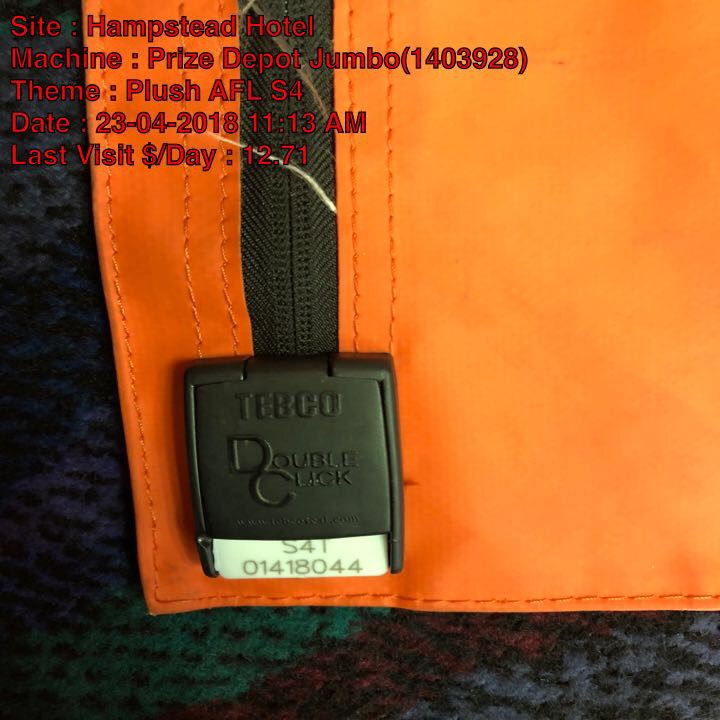 Site : Hampstead Hotel
Machine : Prize Depot Jumbo(1403928)
Theme : Plush AFL S4
Date : 23-04-2018 11:13 AM
Last Visit $/Day : 12.71
TEBCO
DOUBLE
CLICK
01418044